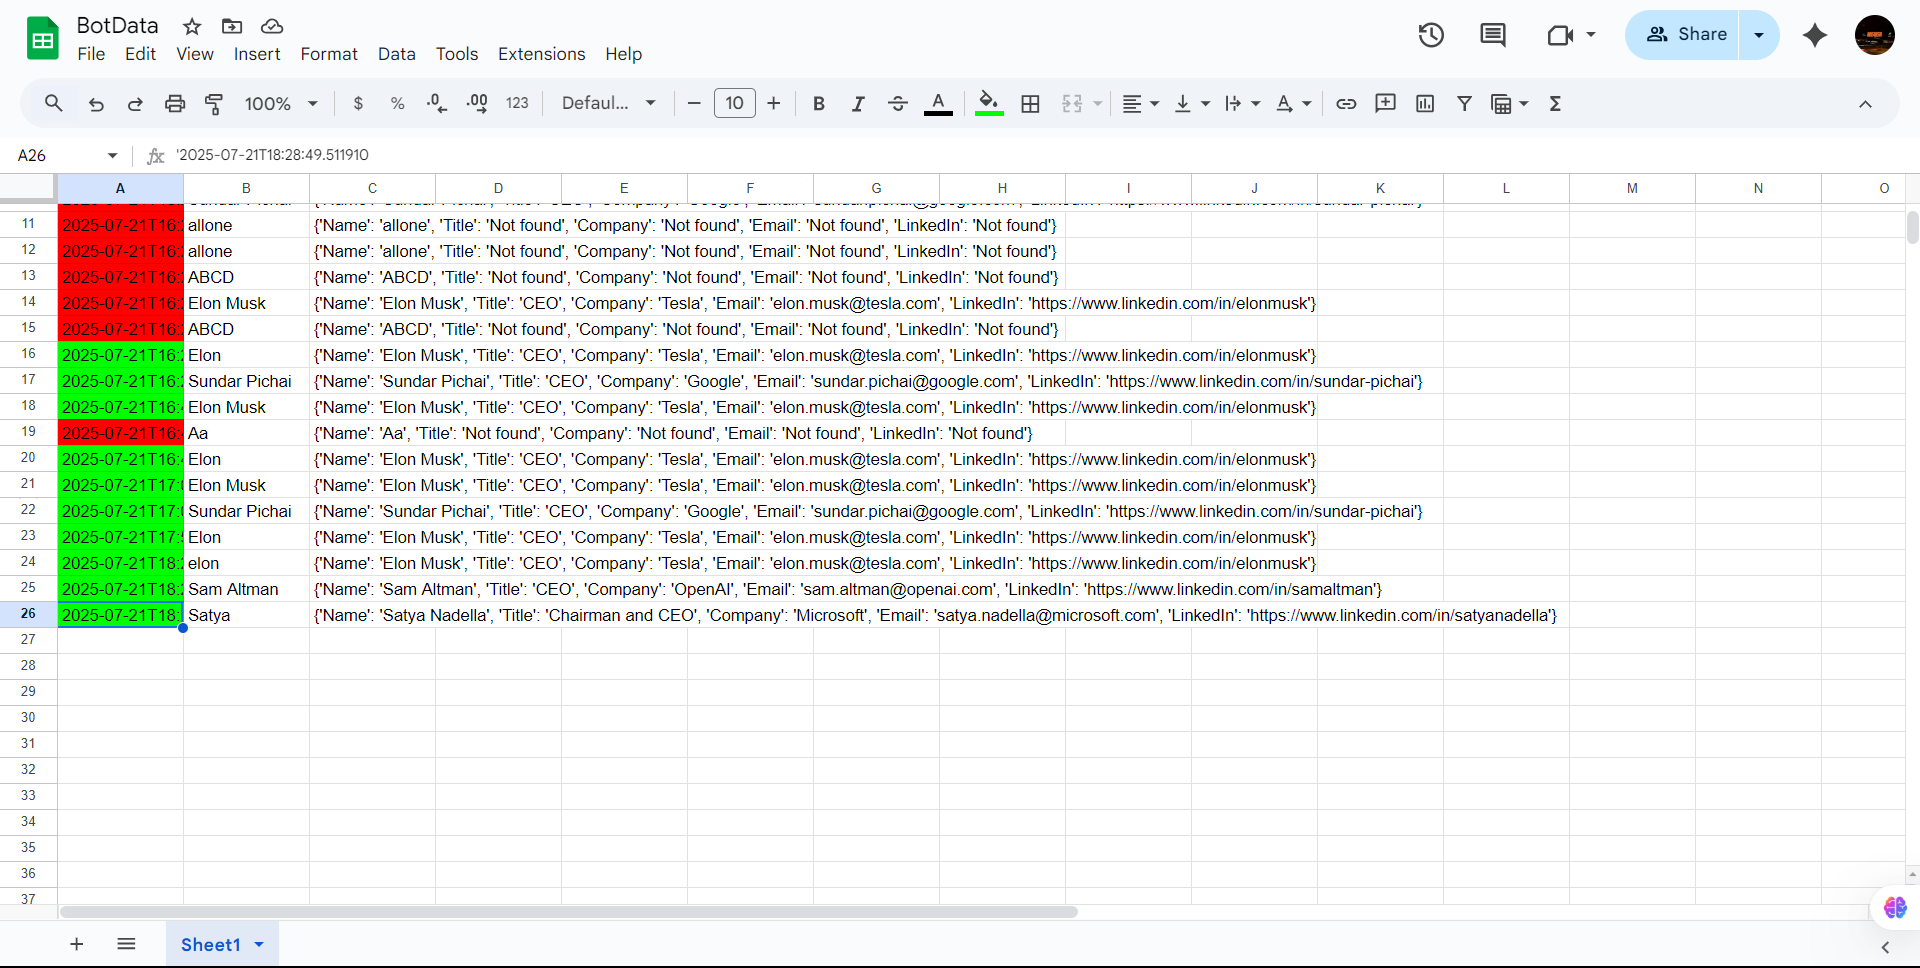 BotData
File Edit View Insert Format Data Tools Extensions Help
Share
100% $ % .0 .00 123 Defaul... 10 B I S A A Σ
A26 fx '2025-07-21T18:28:49.511910
A B C D E F G H I J K L M N O
11 2025-07-21T16: allone {'Name': 'allone', 'Title': 'Not found', 'Company': 'Not found', 'Email': 'Not found', 'LinkedIn': 'Not found'}
12 2025-07-21T16: allone {'Name': 'allone', 'Title': 'Not found', 'Company': 'Not found', 'Email': 'Not found', 'LinkedIn': 'Not found'}
13 2025-07-21T16: ABCD {'Name': 'ABCD', 'Title': 'Not found', 'Company': 'Not found', 'Email': 'Not found', 'LinkedIn': 'Not found'}
14 2025-07-21T16: Elon Musk {'Name': 'Elon Musk', 'Title': 'CEO', 'Company': 'Tesla', 'Email': 'elon.musk@tesla.com', 'LinkedIn': 'https://www.linkedin.com/in/elonmusk'}
15 2025-07-21T16: ABCD {'Name': 'ABCD', 'Title': 'Not found', 'Company': 'Not found', 'Email': 'Not found', 'LinkedIn': 'Not found'}
16 2025-07-21T16: Elon {'Name': 'Elon Musk', 'Title': 'CEO', 'Company': 'Tesla', 'Email': 'elon.musk@tesla.com', 'LinkedIn': 'https://www.linkedin.com/in/elonmusk'}
17 2025-07-21T16: Sundar Pichai {'Name': 'Sundar Pichai', 'Title': 'CEO', 'Company': 'Google', 'Email': 'sundar.pichai@google.com', 'LinkedIn': 'https://www.linkedin.com/in/sundar-pichai'}
18 2025-07-21T16: Elon Musk {'Name': 'Elon Musk', 'Title': 'CEO', 'Company': 'Tesla', 'Email': 'elon.musk@tesla.com', 'LinkedIn': 'https://www.linkedin.com/in/elonmusk'}
19 2025-07-21T16: Aa {'Name': 'Aa', 'Title': 'Not found', 'Company': 'Not found', 'Email': 'Not found', 'LinkedIn': 'Not found'}
20 2025-07-21T16: Elon {'Name': 'Elon Musk', 'Title': 'CEO', 'Company': 'Tesla', 'Email': 'elon.musk@tesla.com', 'LinkedIn': 'https://www.linkedin.com/in/elonmusk'}
21 2025-07-21T17: Elon Musk {'Name': 'Elon Musk', 'Title': 'CEO', 'Company': 'Tesla', 'Email': 'elon.musk@tesla.com', 'LinkedIn': 'https://www.linkedin.com/in/elonmusk'}
22 2025-07-21T17: Sundar Pichai {'Name': 'Sundar Pichai', 'Title': 'CEO', 'Company': 'Google', 'Email': 'sundar.pichai@google.com', 'LinkedIn': 'https://www.linkedin.com/in/sundar-pichai'}
23 2025-07-21T17: Elon {'Name': 'Elon Musk', 'Title': 'CEO', 'Company': 'Tesla', 'Email': 'elon.musk@tesla.com', 'LinkedIn': 'https://www.linkedin.com/in/elonmusk'}
24 2025-07-21T18: elon {'Name': 'Elon Musk', 'Title': 'CEO', 'Company': 'Tesla', 'Email': 'elon.musk@tesla.com', 'LinkedIn': 'https://www.linkedin.com/in/elonmusk'}
25 2025-07-21T18: Sam Altman {'Name': 'Sam Altman', 'Title': 'CEO', 'Company': 'OpenAI', 'Email': 'sam.altman@openai.com', 'LinkedIn': 'https://www.linkedin.com/in/samaltman'}
26 2025-07-21T18: Satya {'Name': 'Satya Nadella', 'Title': 'Chairman and CEO', 'Company': 'Microsoft', 'Email': 'satya.nadella@microsoft.com', 'LinkedIn': 'https://www.linkedin.com/in/satyanadella'}
27
28
29
30
31
32
33
34
35
36
37
Sheet1